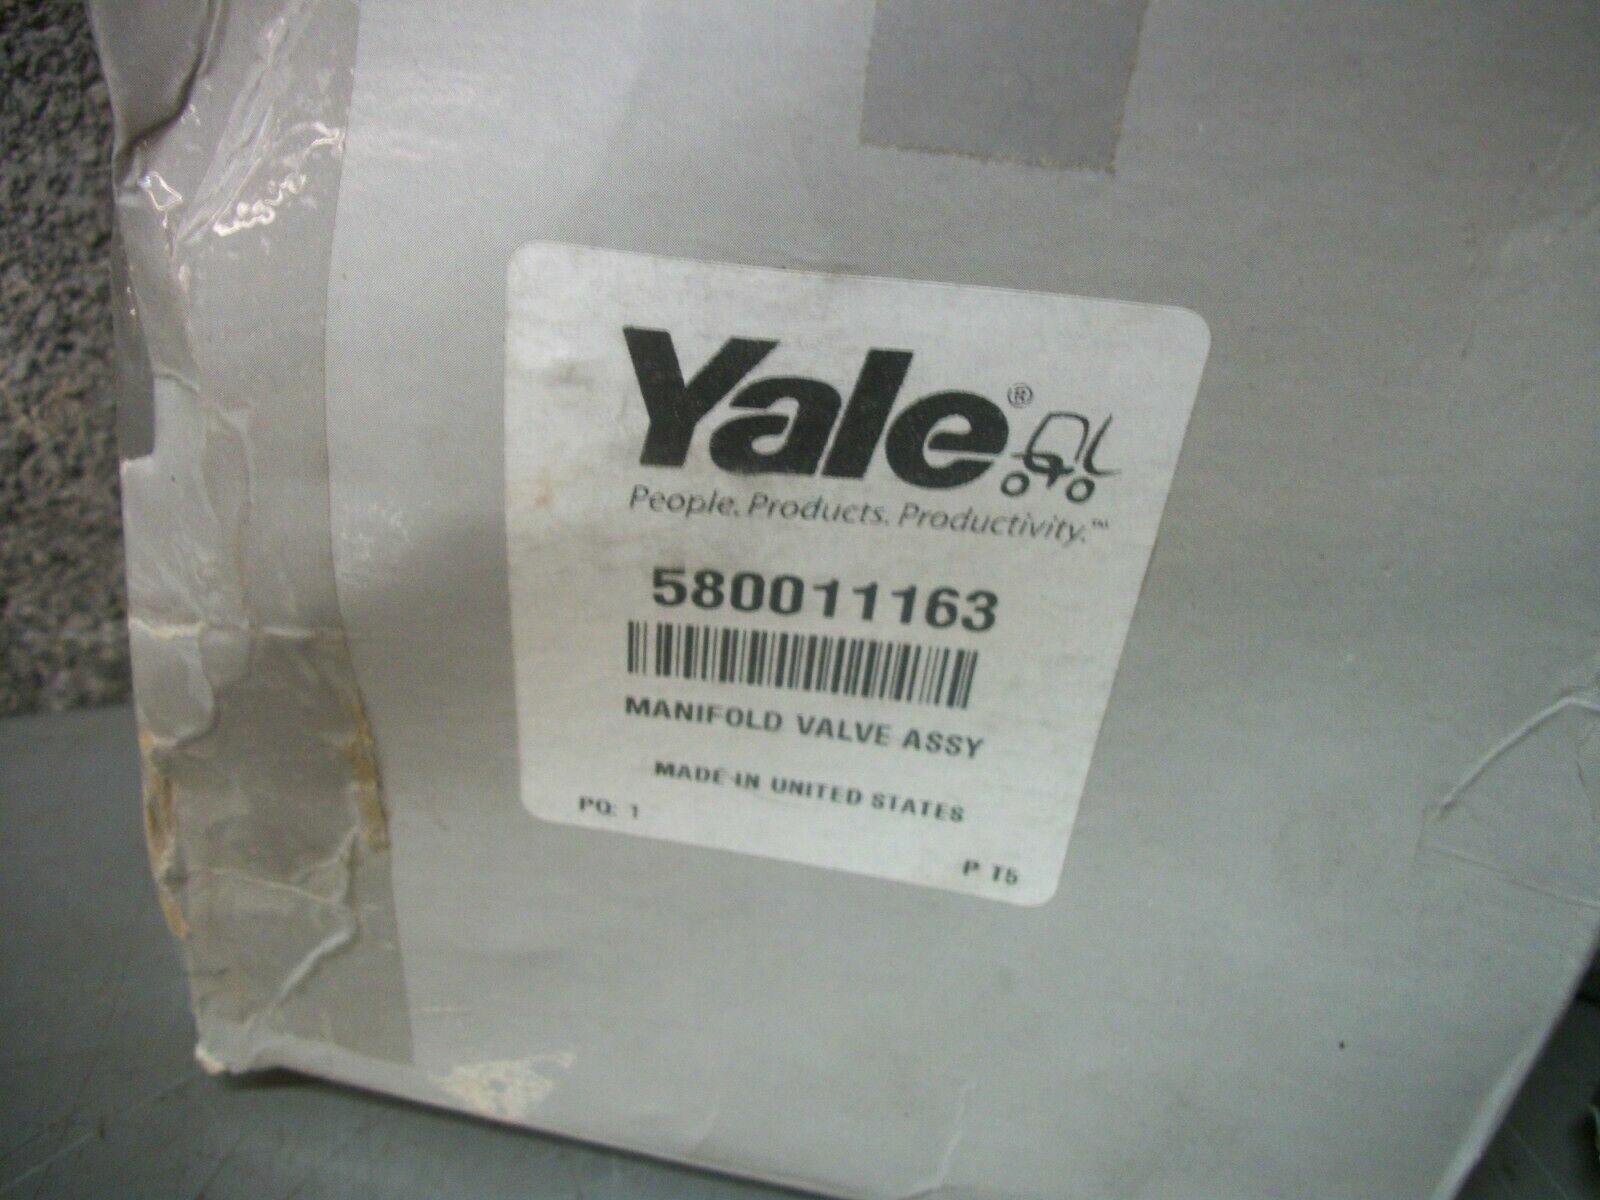 Yale®
People. Products. Productivity.™
580011163
MANIFOLD VALVE ASSY
MADE IN UNITED STATES
PQ: 1
P T5